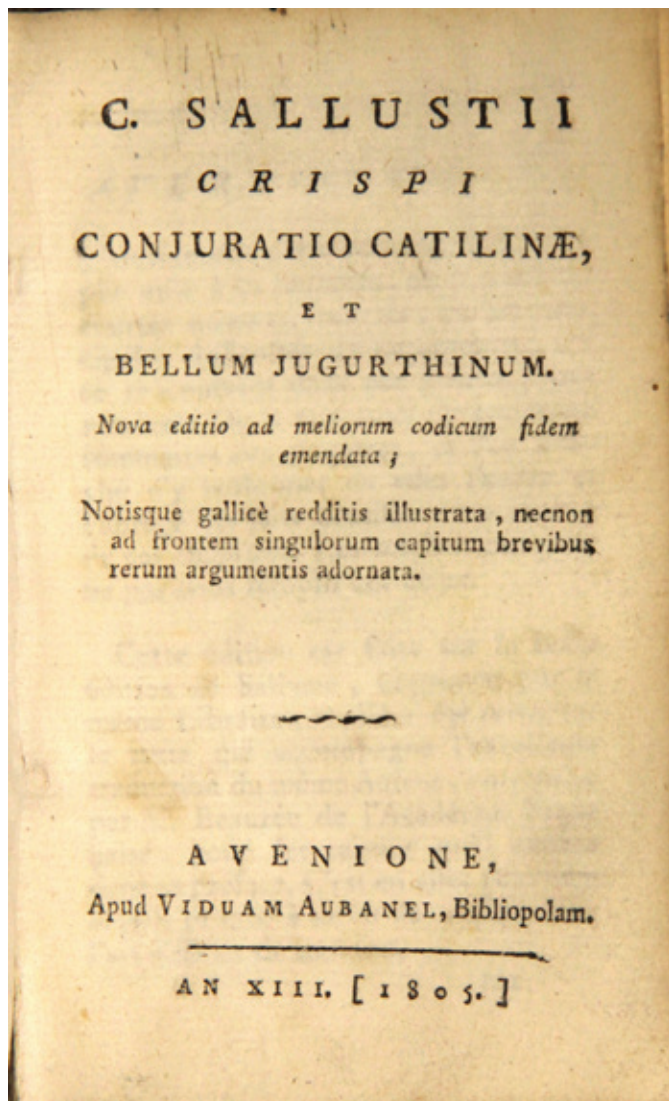 C. SALLUSTII
CRISPI
CONJURATIO CATILINÆ,
ET
BELLUM JUGURTHINUM.
Nova editio ad meliorum codicum fidem
emendata ;
Notisque gallicè redditis illustrata , necnon
ad frontem singulorum capitum brevibus
rerum argumentis adornata.
AVENIONE,
Apud VIDUAM AUBANEL, Bibliopolam.
AN XIII. [ 1805. ]